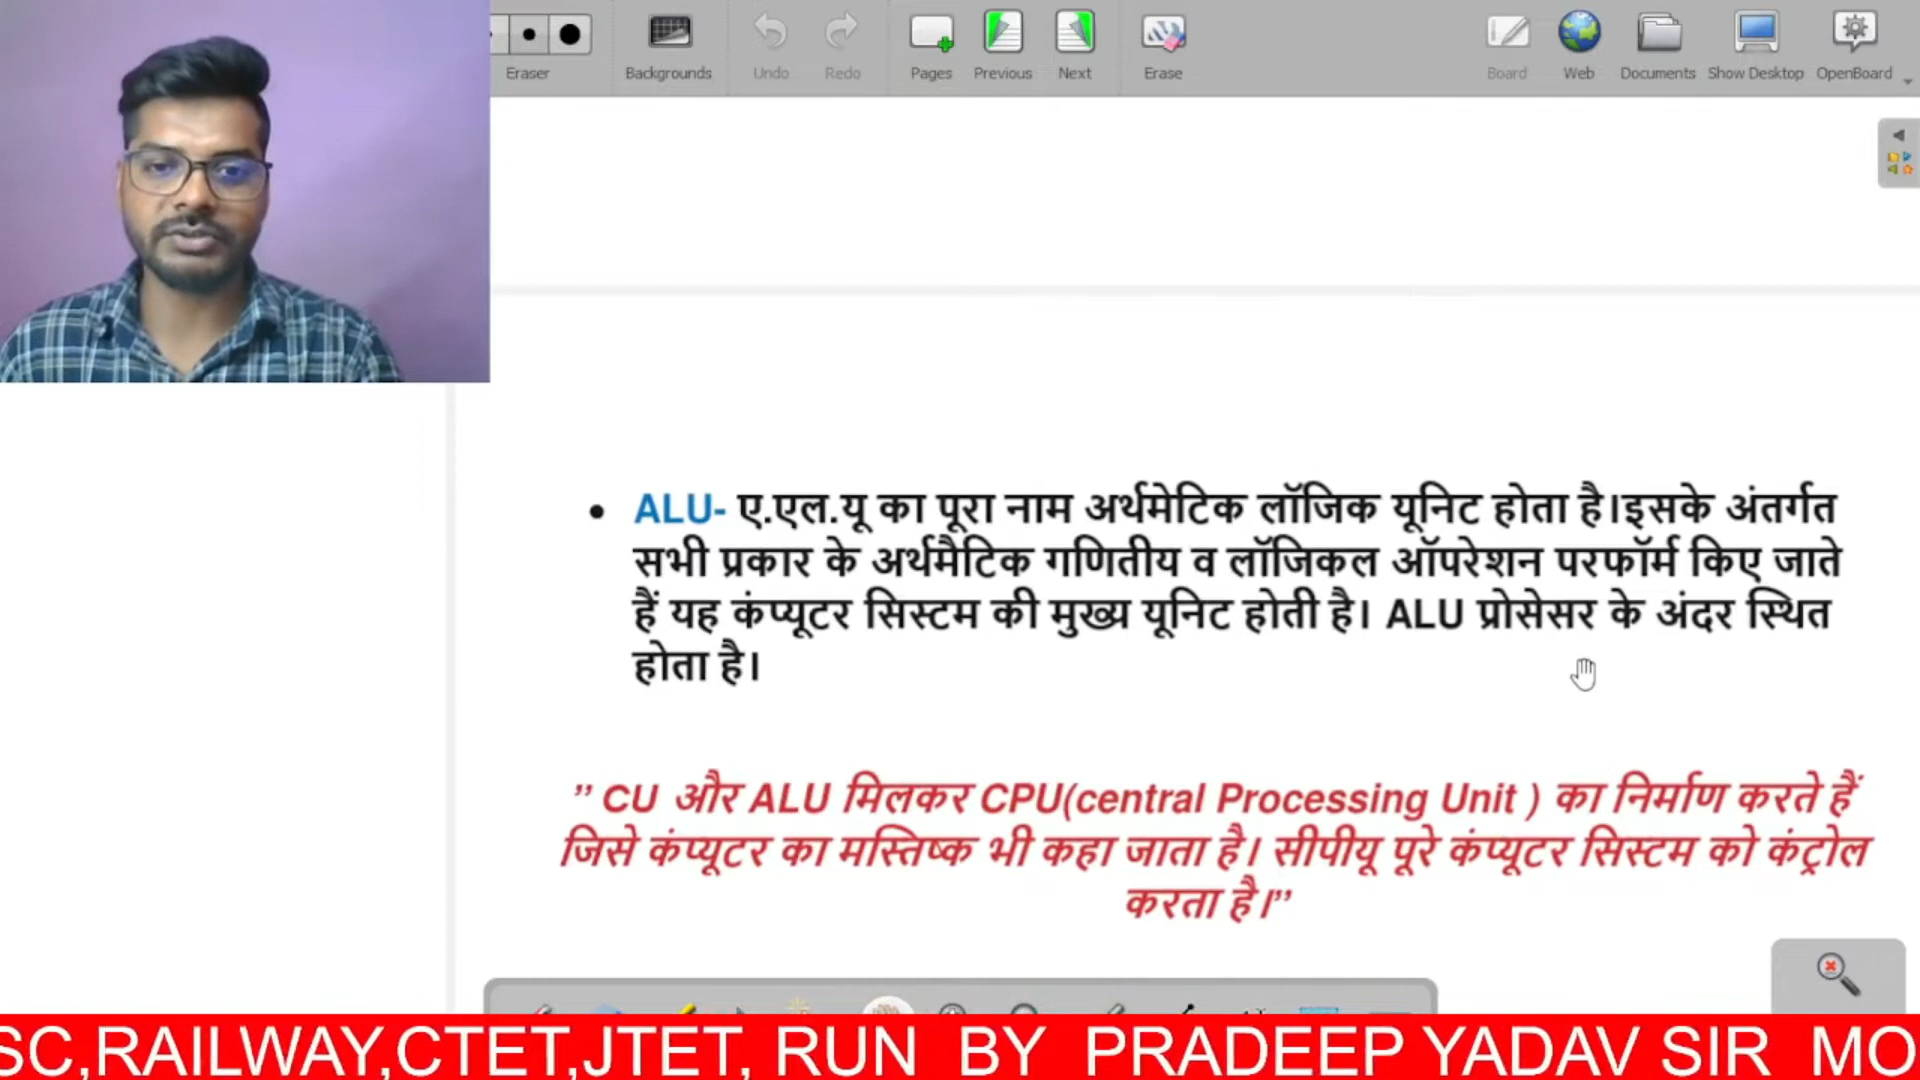 Eraser
Backgrounds
Undo
Redo
Pages
Previous
Next
Erase
Board
Web
Documents
Show Desktop
OpenBoard
• ALU- ए.एल.यू का पूरा नाम अर्थमेटिक लॉजिक यूनिट होता है।इसके अंतर्गत
सभी प्रकार के अर्थमैटिक गणितीय व लॉजिकल ऑपरेशन परफॉर्म किए जाते
हैं यह कंप्यूटर सिस्टम की मुख्य यूनिट होती है। ALU प्रोसेसर के अंदर स्थित
होता है।
” CU और ALU मिलकर CPU(central Processing Unit ) का निर्माण करते हैं
जिसे कंप्यूटर का मस्तिष्क भी कहा जाता है। सीपीयू पूरे कंप्यूटर सिस्टम को कंट्रोल
करता है।”
SC,RAILWAY,CTET,JTET, RUN BY PRADEEP YADAV SIR MO